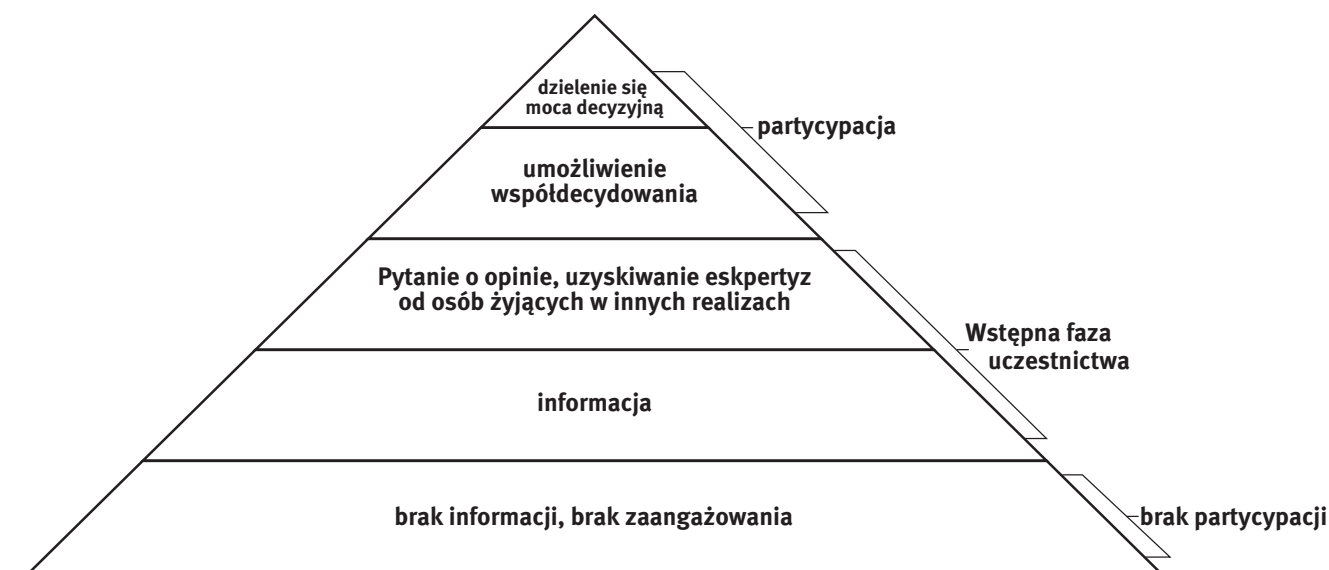 dzielenie się
moca decyzyjną
partycypacja
umożliwienie
współdecydowania
Pytanie o opinie, uzyskiwanie eskpertyz
od osób żyjących w innych realizach
Wstępna faza
uczestnictwa
informacja
brak informacji, brak zaangażowania
brak partycypacji